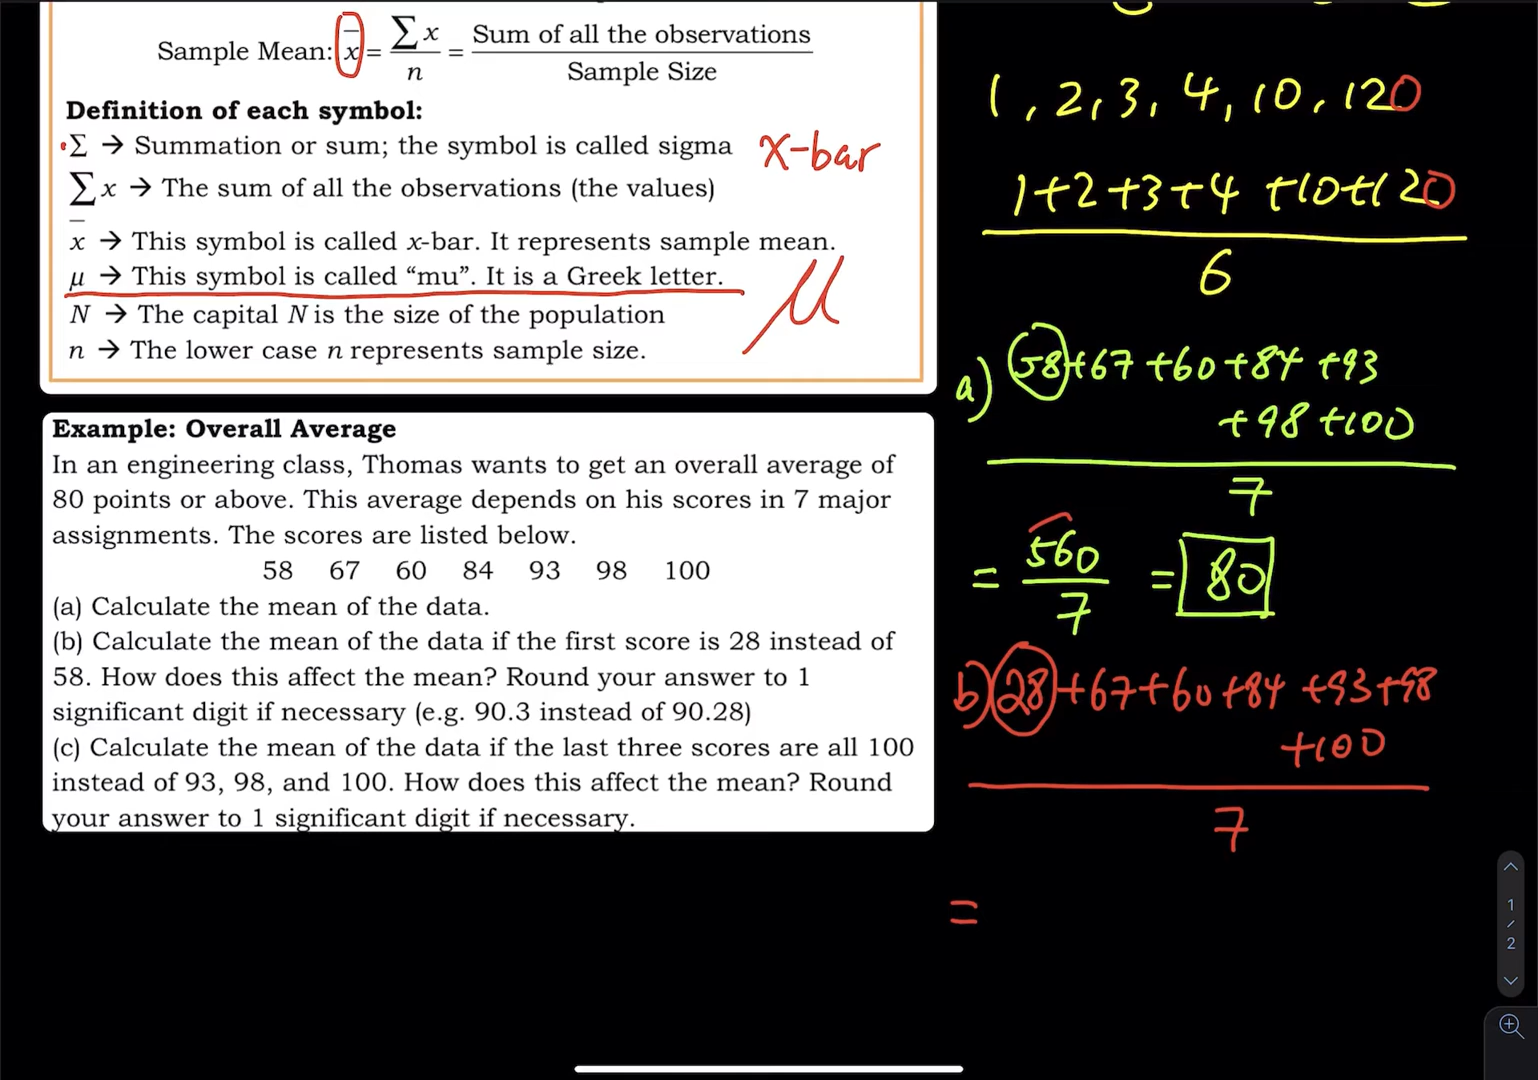 Sample Mean: x̄ = ∑x / n = Sum of all the observations / Sample Size
Definition of each symbol:
Σ → Summation or sum; the symbol is called sigma
x-bar
∑x → The sum of all the observations (the values)
x̄ → This symbol is called x-bar. It represents sample mean.
μ → This symbol is called “mu”. It is a Greek letter.
μ
N → The capital N is the size of the population
n → The lower case n represents sample size.
Example: Overall Average
In an engineering class, Thomas wants to get an overall average of
80 points or above. This average depends on his scores in 7 major
assignments. The scores are listed below.
58 67 60 84 93 98 100
(a) Calculate the mean of the data.
(b) Calculate the mean of the data if the first score is 28 instead of
58. How does this affect the mean? Round your answer to 1
significant digit if necessary (e.g. 90.3 instead of 90.28)
(c) Calculate the mean of the data if the last three scores are all 100
instead of 93, 98, and 100. How does this affect the mean? Round
your answer to 1 significant digit if necessary.
1, 2, 3, 4, 10, 120
1+2+3+4+10+120
6
a) 58+67+60+84+93
+98+100
7
= 560 / 7 = 80
b) 28+67+60+84+93+98
+100
7
=
1
/
2